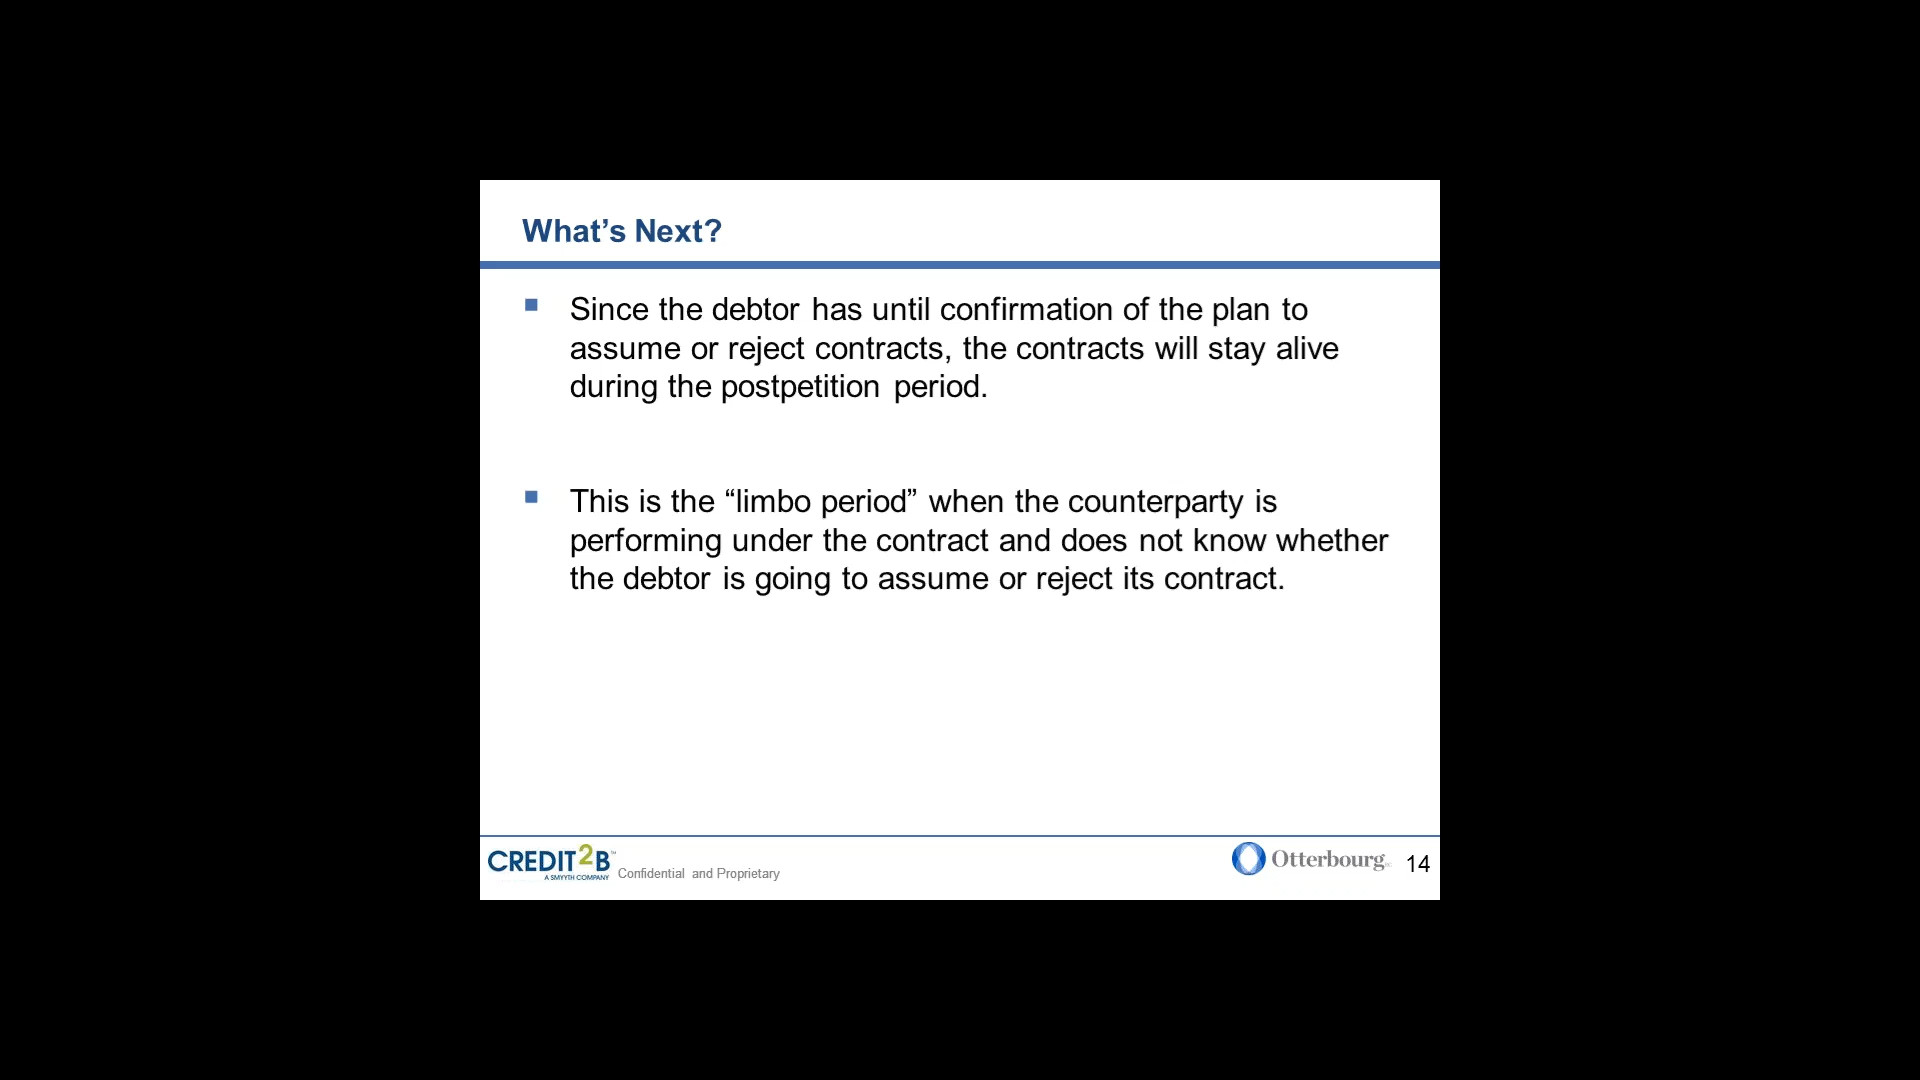 What’s Next?
Since the debtor has until confirmation of the plan to
assume or reject contracts, the contracts will stay alive
during the postpetition period.
This is the “limbo period” when the counterparty is
performing under the contract and does not know whether
the debtor is going to assume or reject its contract.
CREDIT2B™
A SMYYTH COMPANY
Confidential and Proprietary
Otterbourg PC
14